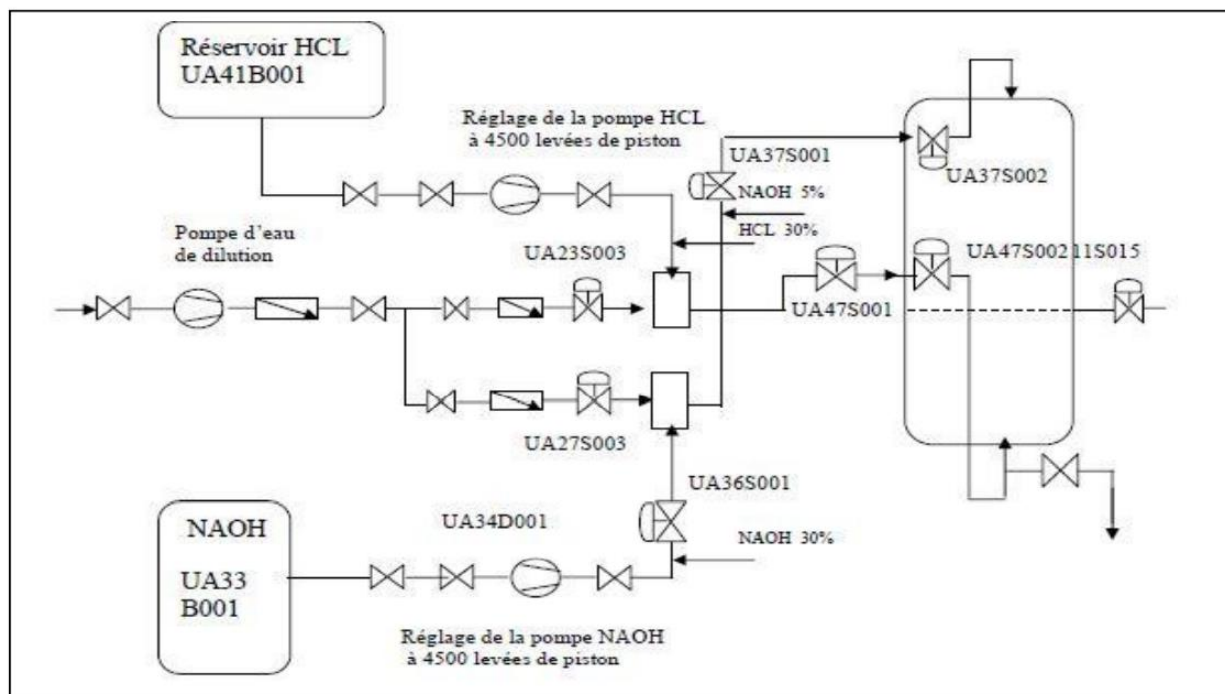 Réservoir HCL
UA41B001
Réglage de la pompe HCL
à 4500 levées de piston
UA37S001
UA37S002
NAOH 5%
HCL 30%
Pompe d'eau
de dilution
UA23S003
UA47S002
11S015
UA47S001
UA27S003
UA36S001
NAOH
UA33
B001
UA34D001
NAOH 30%
Réglage de la pompe NAOH
à 4500 levées de piston